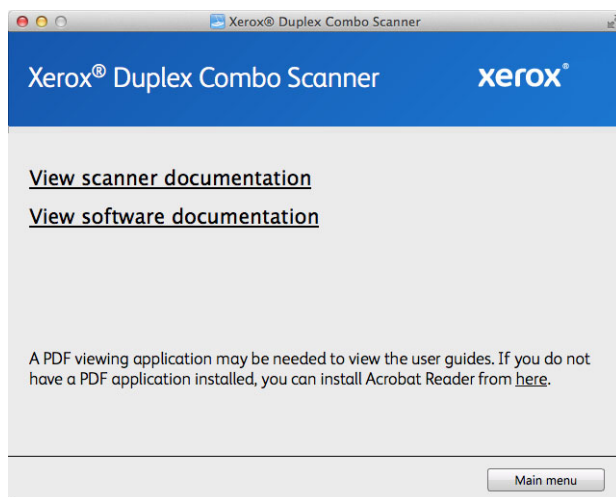 Xerox® Duplex Combo Scanner
Xerox® Duplex Combo Scanner
xerox®
View scanner documentation
View software documentation
A PDF viewing application may be needed to view the user guides. If you do not
have a PDF application installed, you can install Acrobat Reader from here.
Main menu